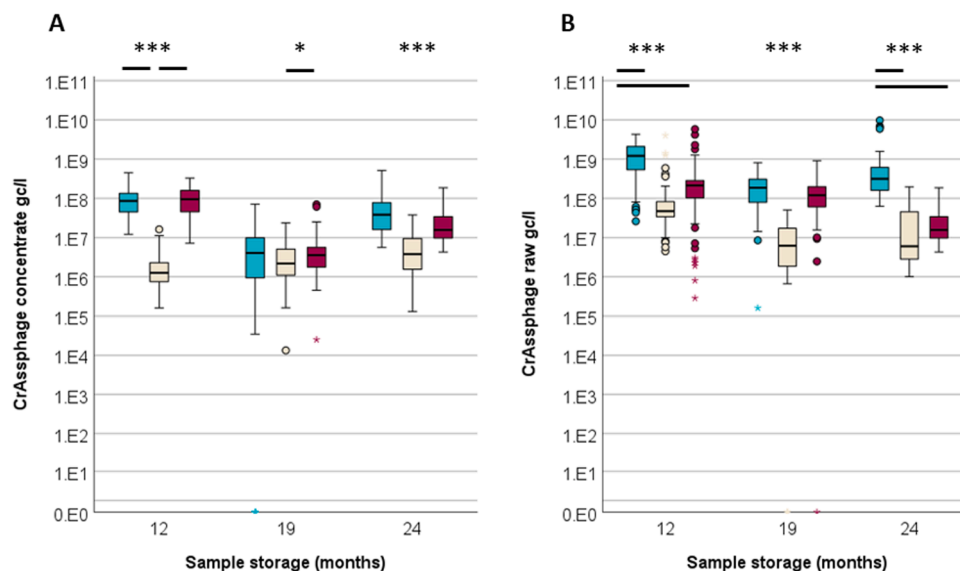 A
*** * ***
1.E11
1.E10
1.E9
1.E8
1.E7
1.E6
1.E5
1.E4
1.E3
1.E2
1.E1
0.E0
CrAssphage concentrate gc/l
12 19 24
Sample storage (months)
B
*** *** ***
1.E11
1.E10
1.E9
1.E8
1.E7
1.E6
1.E5
1.E4
1.E3
1.E2
1.E1
0.E0
CrAssphage raw gc/l
12 19 24
Sample storage (months)